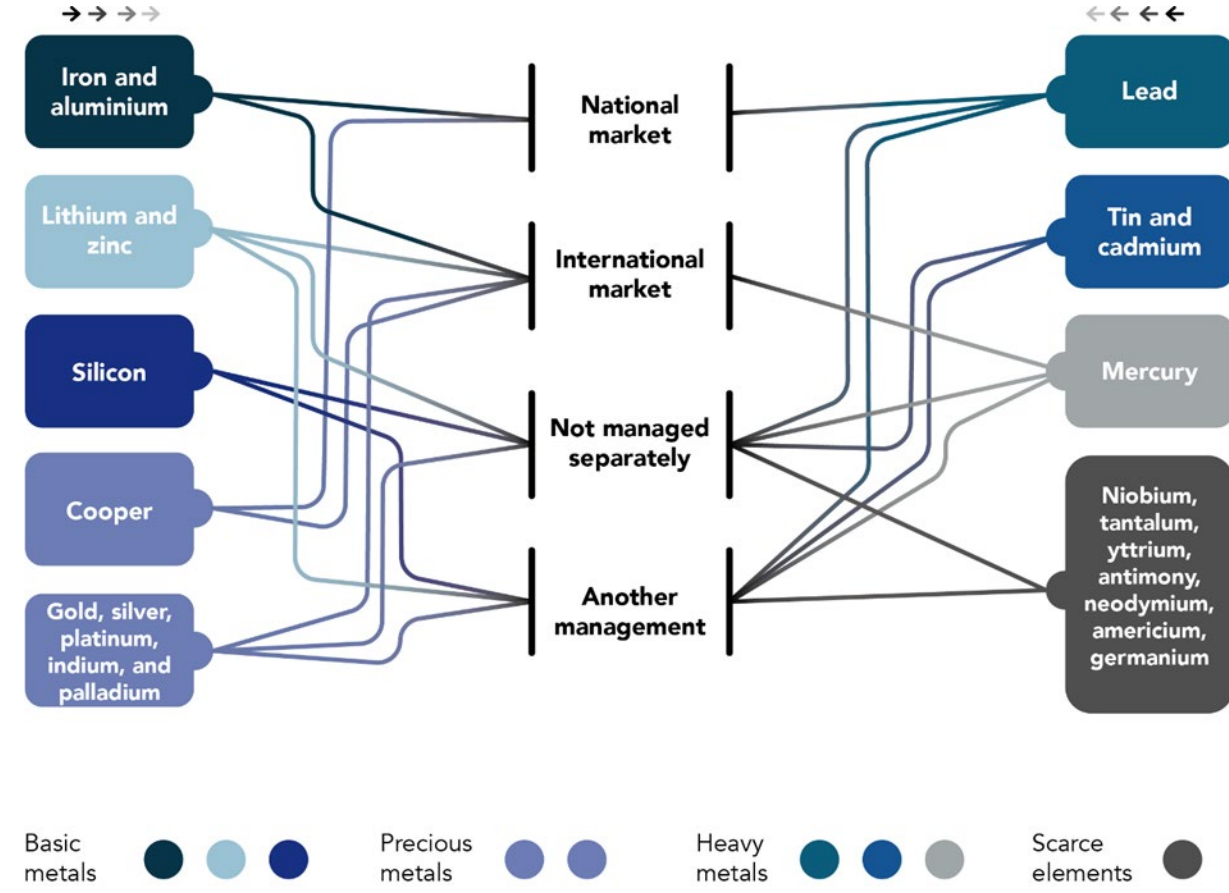 Iron and
aluminium
Lithium and
zinc
Silicon
Cooper
Gold, silver,
platinum,
indium, and
palladium
National
market
International
market
Not managed
separately
Another
management
Lead
Tin and
cadmium
Mercury
Niobium,
tantalum,
yttrium,
antimony,
neodymium,
americium,
germanium
Basic
metals
Precious
metals
Heavy
metals
Scarce
elements